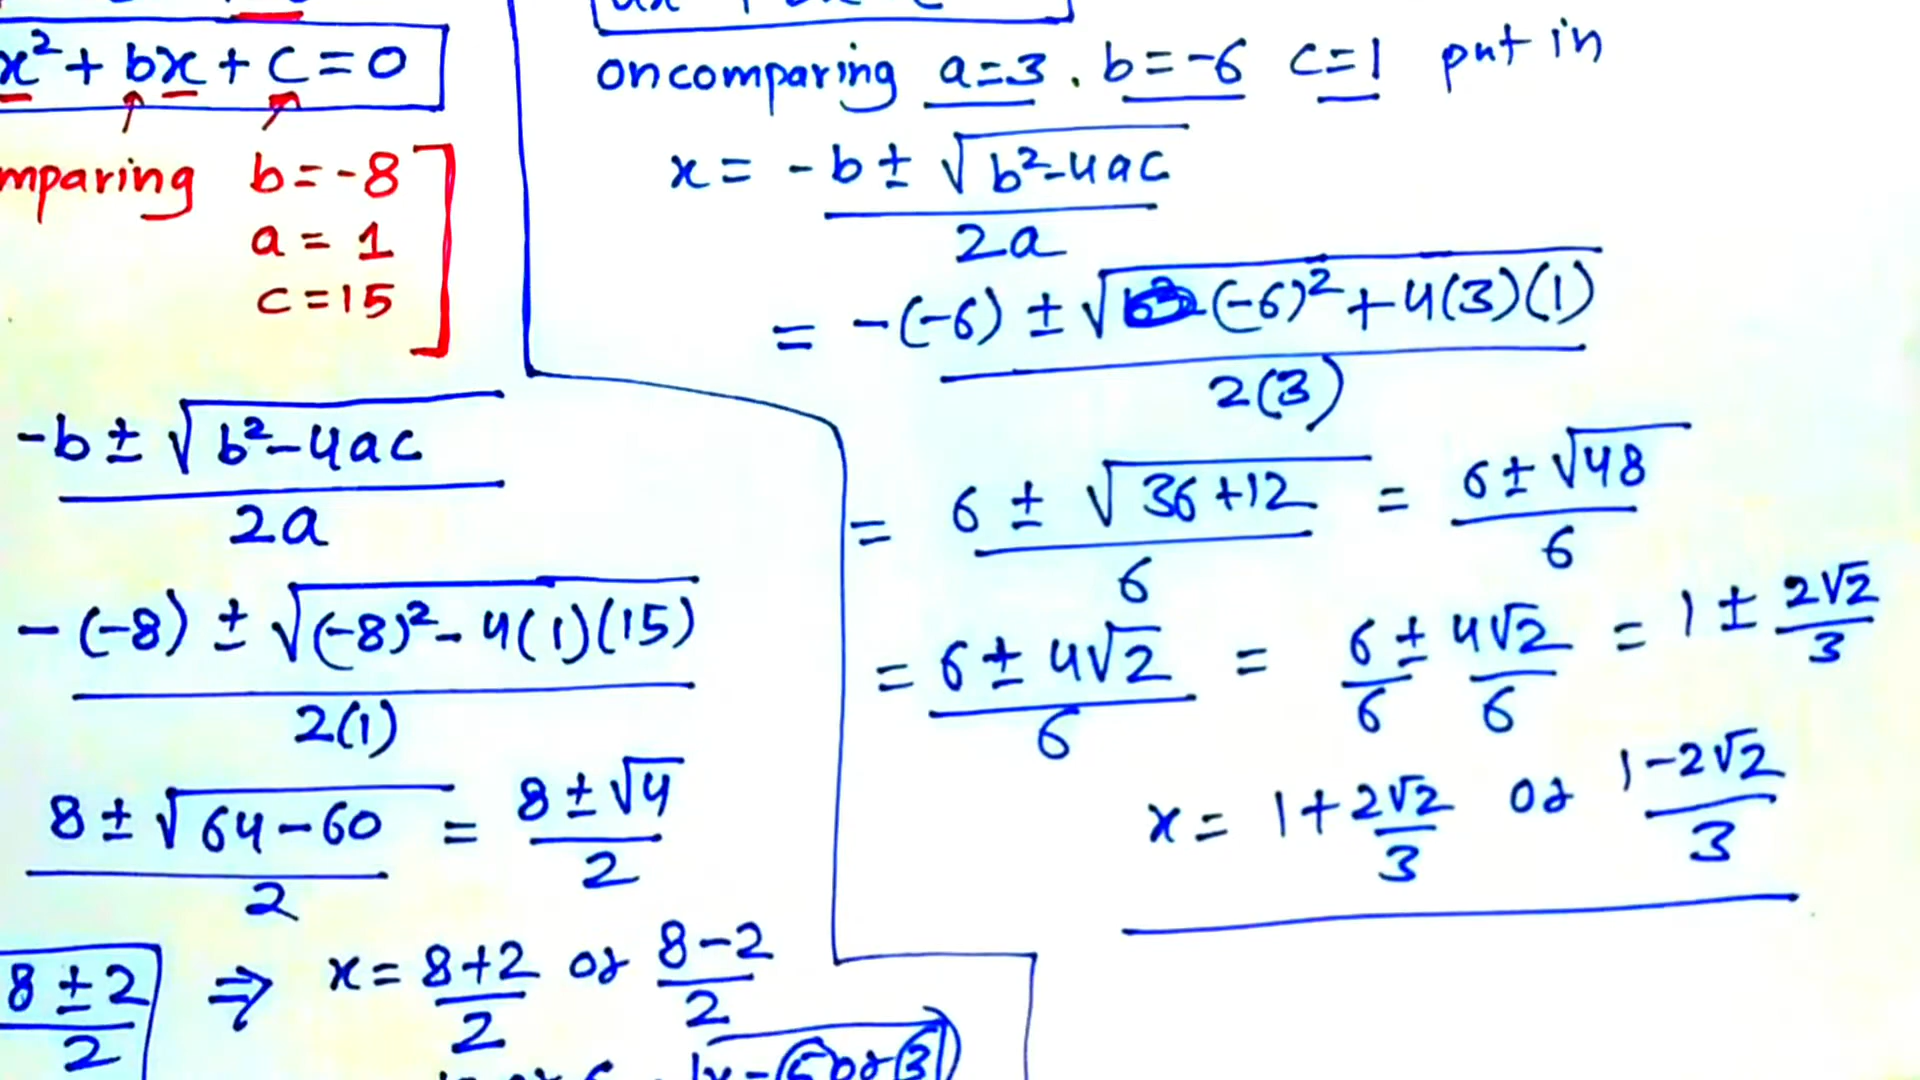 x² + bx + c = 0
mparing b = -8
a = 1
c = 15
-b ± √b²-4ac
2a
-(-8) ± √(-8)² - 4(1)(15)
2(1)
8 ± √64-60 = 8 ± √4
2 2
8 ± 2 ⇒ x = 8+2 or 8-2
2 2 2
on comparing a=3 . b=-6 c=1 put in
x = -b ± √b²-4ac
2a
= -(-6) ± √(-6)² + 4(3)(1)
2(3)
= 6 ± √36+12 = 6 ± √48
6 6
= 6 ± 4√2 = 6 ± 4√2 = 1 ± 2√2
6 6 6 3
x = 1+2√2 or 1-2√2
3 3